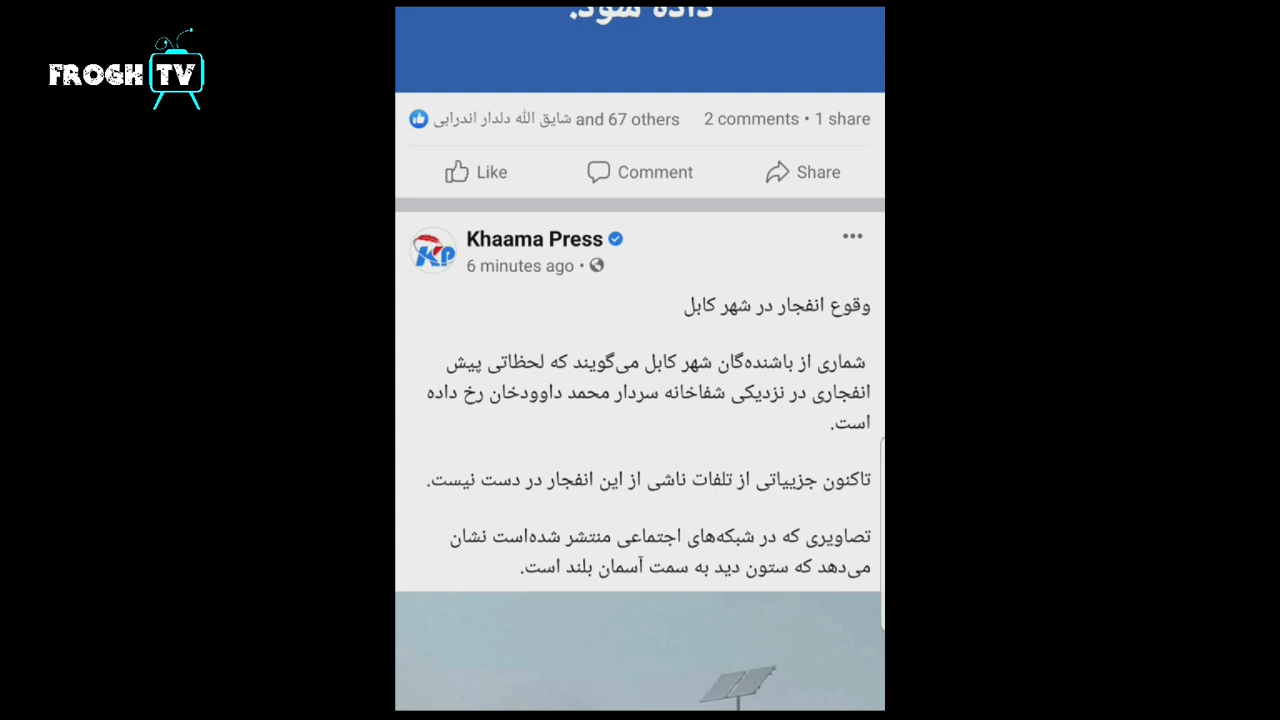 FROGH TV
شایق الله دلدار اندرابی and 67 others 2 comments • 1 share
Like Comment Share
Khaama Press
6 minutes ago •
وقوع انفجار در شهر کابل
شماری از باشنده‌گان شهر کابل می‌گویند که لحظاتی پیش
انفجاری در نزدیکی شفاخانه سردار محمد داوودخان رخ داده
است.
تاکنون جزییاتی از تلفات ناشی از این انفجار در دست نیست.
تصاویری که در شبکه‌های اجتماعی منتشر شده‌است نشان
می‌دهد که ستون دید به سمت آسمان بلند است.